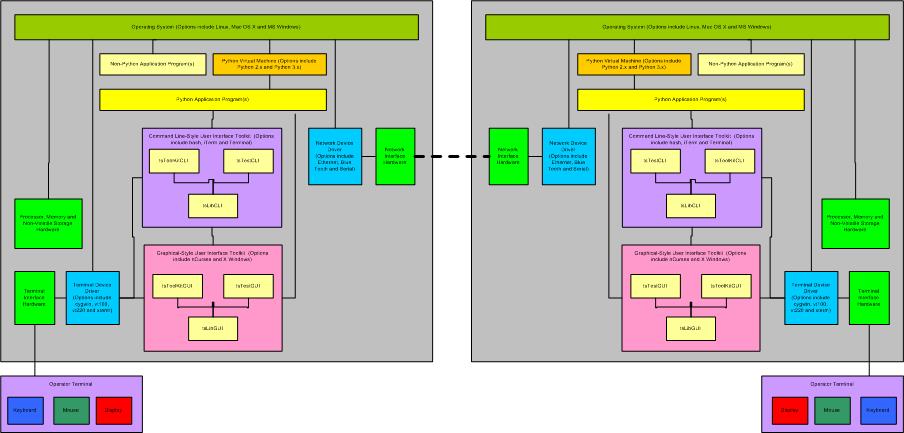 Operating System (Options include Linux, Mac OS X and MS Windows)
Non-Python Application Program(s)
Python Virtual Machine (Options include
Python 2.x and Python 3.x)
Python Application Program(s)
Command Line-Style User Interface Toolkit (Options
include bash, iTerm and Terminal)
tsToolKitCLI
tsTestCLI
tsLibCLI
Network Device
Driver
(Options include
Ethernet, Blue
Tooth and Serial)
Network
Interface
Hardware
Processor, Memory and
Non-Volatile Storage
Hardware
Graphical-Style User Interface Toolkit (Options
include nCurses and X Windows)
tsToolKitGUI
tsTestGUI
tsLibGUI
Terminal
Interface
Hardware
Terminal Device
Driver
(Options include
cygwin, vt100,
vt220 and xterm)
Operator Terminal
Keyboard
Mouse
Display
Operating System (Options include Linux, Mac OS X and MS Windows)
Python Virtual Machine (Options include
Python 2.x and Python 3.x)
Non-Python Application Program(s)
Python Application Program(s)
Network
Interface
Hardware
Network Device
Driver
(Options include
Ethernet, Blue
Tooth and Serial)
Command Line-Style User Interface Toolkit (Options
include bash, iTerm and Terminal)
tsTestCLI
tsToolKitCLI
tsLibCLI
Processor, Memory and
Non-Volatile Storage
Hardware
Graphical-Style User Interface Toolkit (Options
include nCurses and X Windows)
tsTestGUI
tsToolKitGUI
tsLibGUI
Terminal Device
Driver
(Options include
cygwin, vt100,
vt220 and xterm)
Terminal
Interface
Hardware
Operator Terminal
Display
Mouse
Keyboard